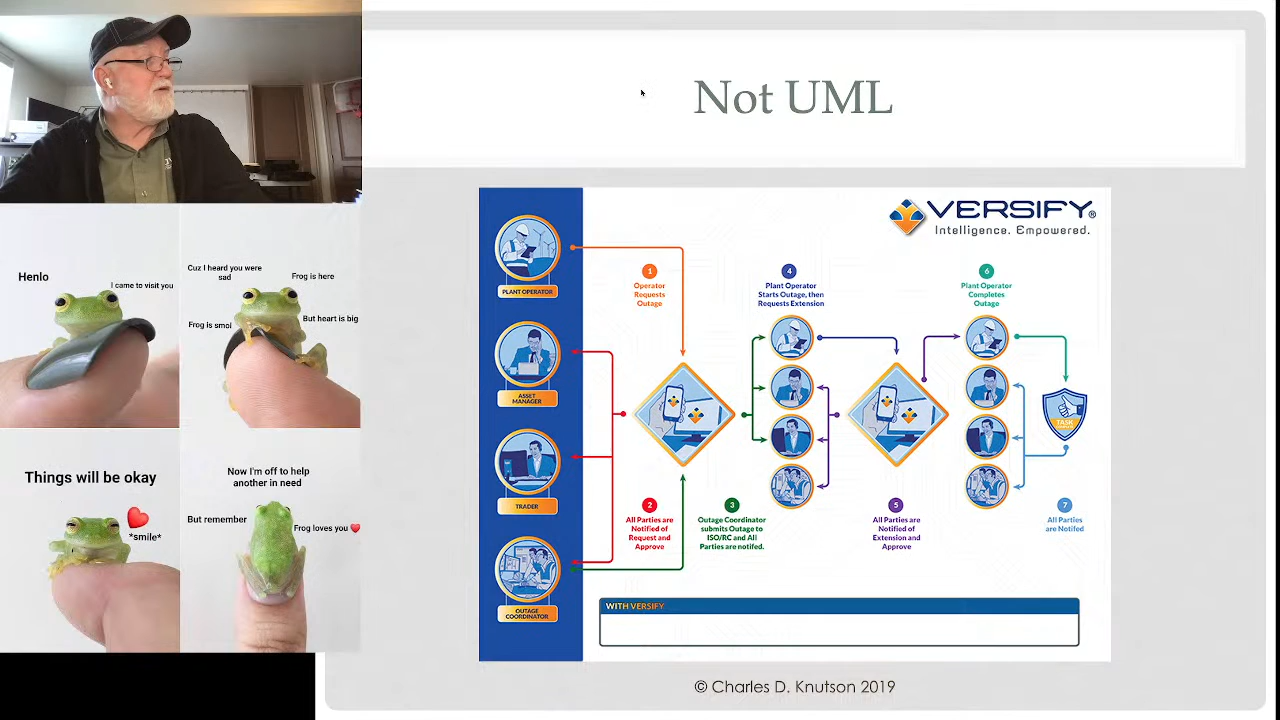 Not UML
Henlo
I came to visit you
Cuz I heard you were
sad
Frog is here
Frog is smol
But heart is big
Things will be okay
*smile*
Now I'm off to help
another in need
But remember
Frog loves you
VERSIFY®
Intelligence. Empowered.
PLANT OPERATOR
ASSET
MANAGER
TRADER
OUTAGE
COORDINATOR
1
Operator
Requests
Outage
4
Plant Operator
Starts Outage, then
Requests Extension
6
Plant Operator
Completes
Outage
TASK
2
All Parties are
Notified of
Request and
Approve
3
Outage Coordinator
submits Outage to
ISO/RC and All
Parties are notifed.
5
All Parties are
Notified of
Extension and
Approve
7
All Parties
are Notifed
WITH VERSIFY
© Charles D. Knutson 2019